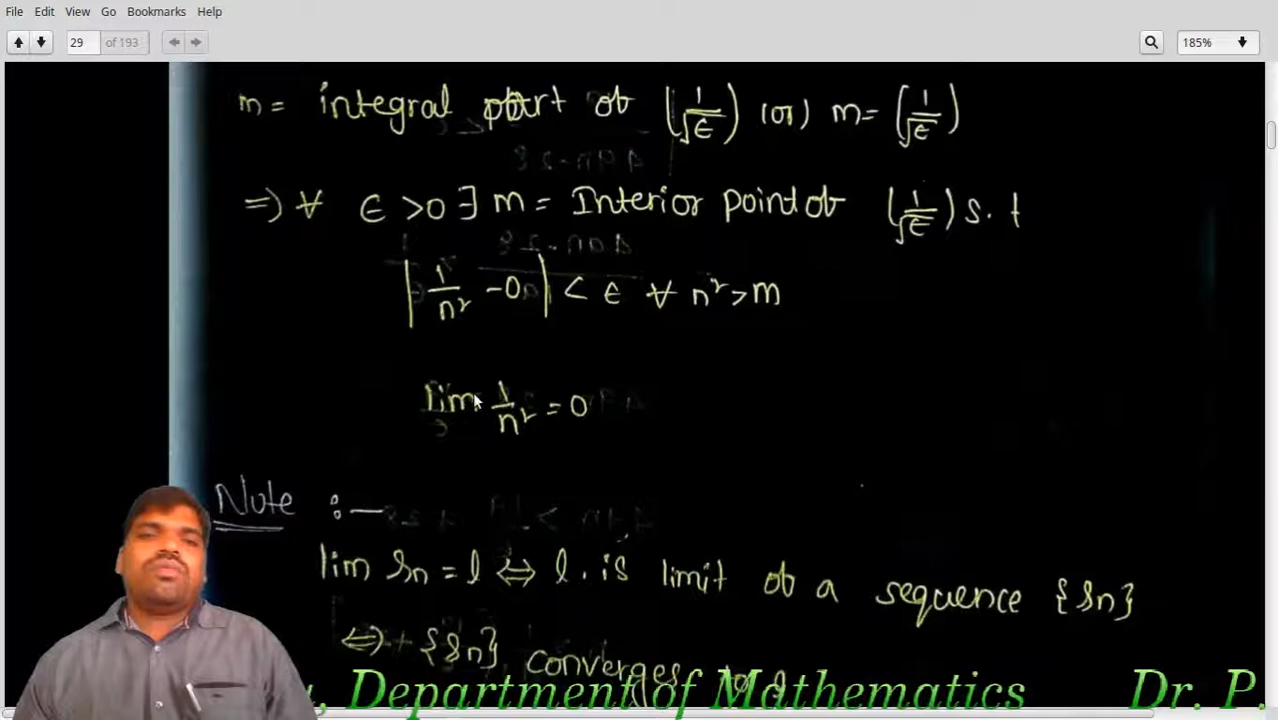 File Edit View Go Bookmarks Help
29 of 193 185%
m = integral part of (1/√ϵ) (or) m = (1/√ϵ)
=> ∀ ϵ > 0 ∃ m = Interior point of (1/√ϵ) s.t
|1/n² - 0| < ϵ ∀ n² > m
lim 1/n² = 0
Note :—
lim Sn = l ⇔ l. is limit of a sequence {Sn}
⇔ {Sn} converges to l
, Department of Mathematics Dr. P.